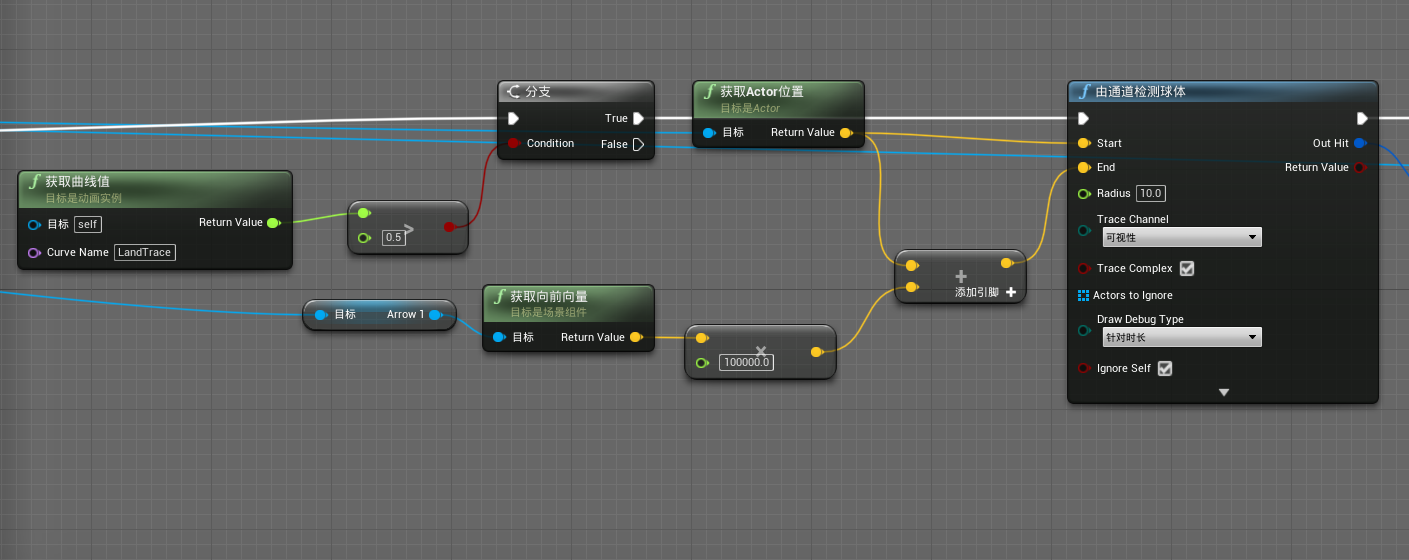 分支
True
Condition
False
获取Actor位置
目标是Actor
目标
Return Value
由通道检测球体
Start
Out Hit
End
Return Value
Radius
10.0
Trace Channel
可视性
Trace Complex
Actors to Ignore
Draw Debug Type
针对时长
Ignore Self
获取曲线值
目标是动画实例
目标
self
Return Value
Curve Name
LandTrace
>
0.5
+
添加引脚
目标
Arrow 1
获取向前向量
目标是场景组件
目标
Return Value
×
100000.0